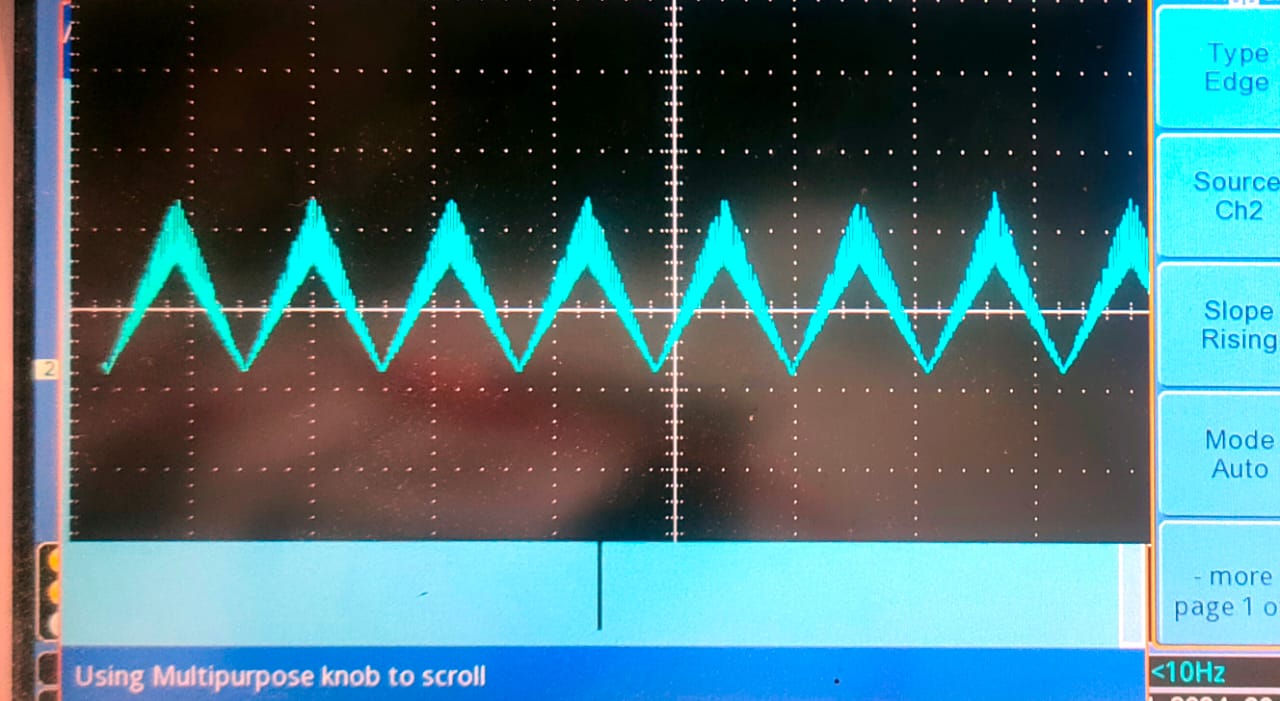 Type
Edge
Source
Ch2
Slope
Rising
2
Mode
Auto
- more
page 1 o
Using Multipurpose knob to scroll
<10Hz